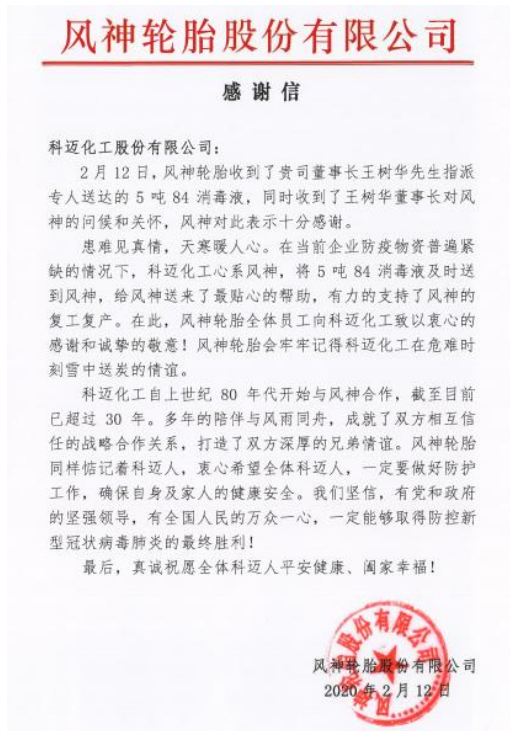 风神轮胎股份有限公司
感谢信
科迈化工股份有限公司：
2月12日，风神轮胎收到了贵司董事长王树华先生指派
专人送达的 5 吨 84 消毒液，同时收到了王树华董事长对风
神的问候和关怀，风神对此表示十分感谢。
患难见真情，天寒暖人心。在当前企业防疫物资普遍紧
缺的情况下，科迈化工心系风神，将 5 吨 84 消毒液及时送
到风神，给风神送来了最贴心的帮助，有力的支持了风神的
复工复产。在此，风神轮胎全体员工向科迈化工致以衷心的
感谢和诚挚的敬意！风神轮胎会牢牢记得科迈化工在危难时
刻雪中送炭的情谊。
科迈化工自上世纪 80 年代开始与风神合作，截至目前
已超过 30 年。多年的陪伴与风雨同舟，成就了双方相互信
任的战略合作关系，打造了双方深厚的兄弟情谊。风神轮胎
同样惦记着科迈人，衷心希望全体科迈人，一定要做好防护
工作，确保自身及家人的健康安全。我们坚信，有党和政府
的坚强领导，有全国人民的万众一心，一定能够取得防控新
型冠状病毒肺炎的最终胜利！
最后，真诚祝愿全体科迈人平安健康、阖家幸福！
风神轮胎股份有限公司
风神轮胎股份有限公司
2020年2月12日